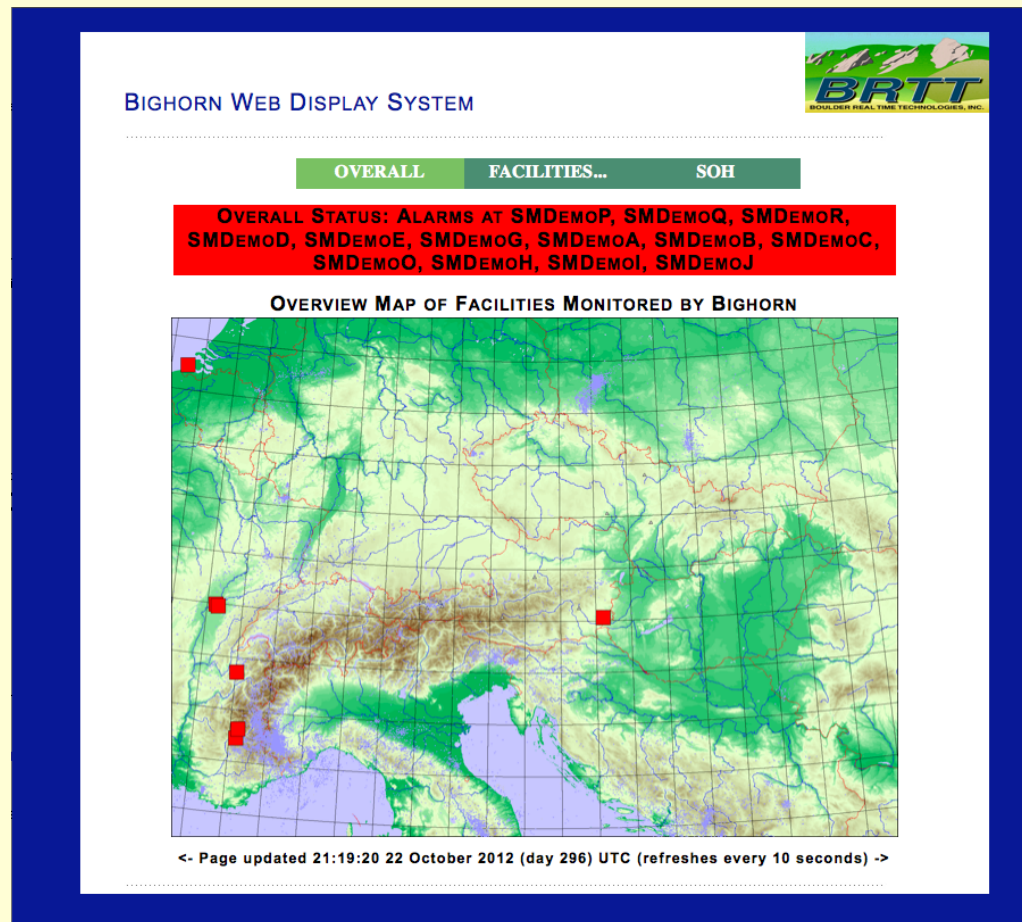 BRTT
BOULDER REAL TIME TECHNOLOGIES, INC.
BIGHORN WEB DISPLAY SYSTEM
OVERALL FACILITIES... SOH
OVERALL STATUS: ALARMS AT SMDEMOP, SMDEMOQ, SMDEMOR,
SMDEMOD, SMDEMOE, SMDEMOG, SMDEMOA, SMDEMOB, SMDEMOC,
SMDEMOO, SMDEMOH, SMDEMOI, SMDEMOJ
OVERVIEW MAP OF FACILITIES MONITORED BY BIGHORN
<- Page updated 21:19:20 22 October 2012 (day 296) UTC (refreshes every 10 seconds) ->